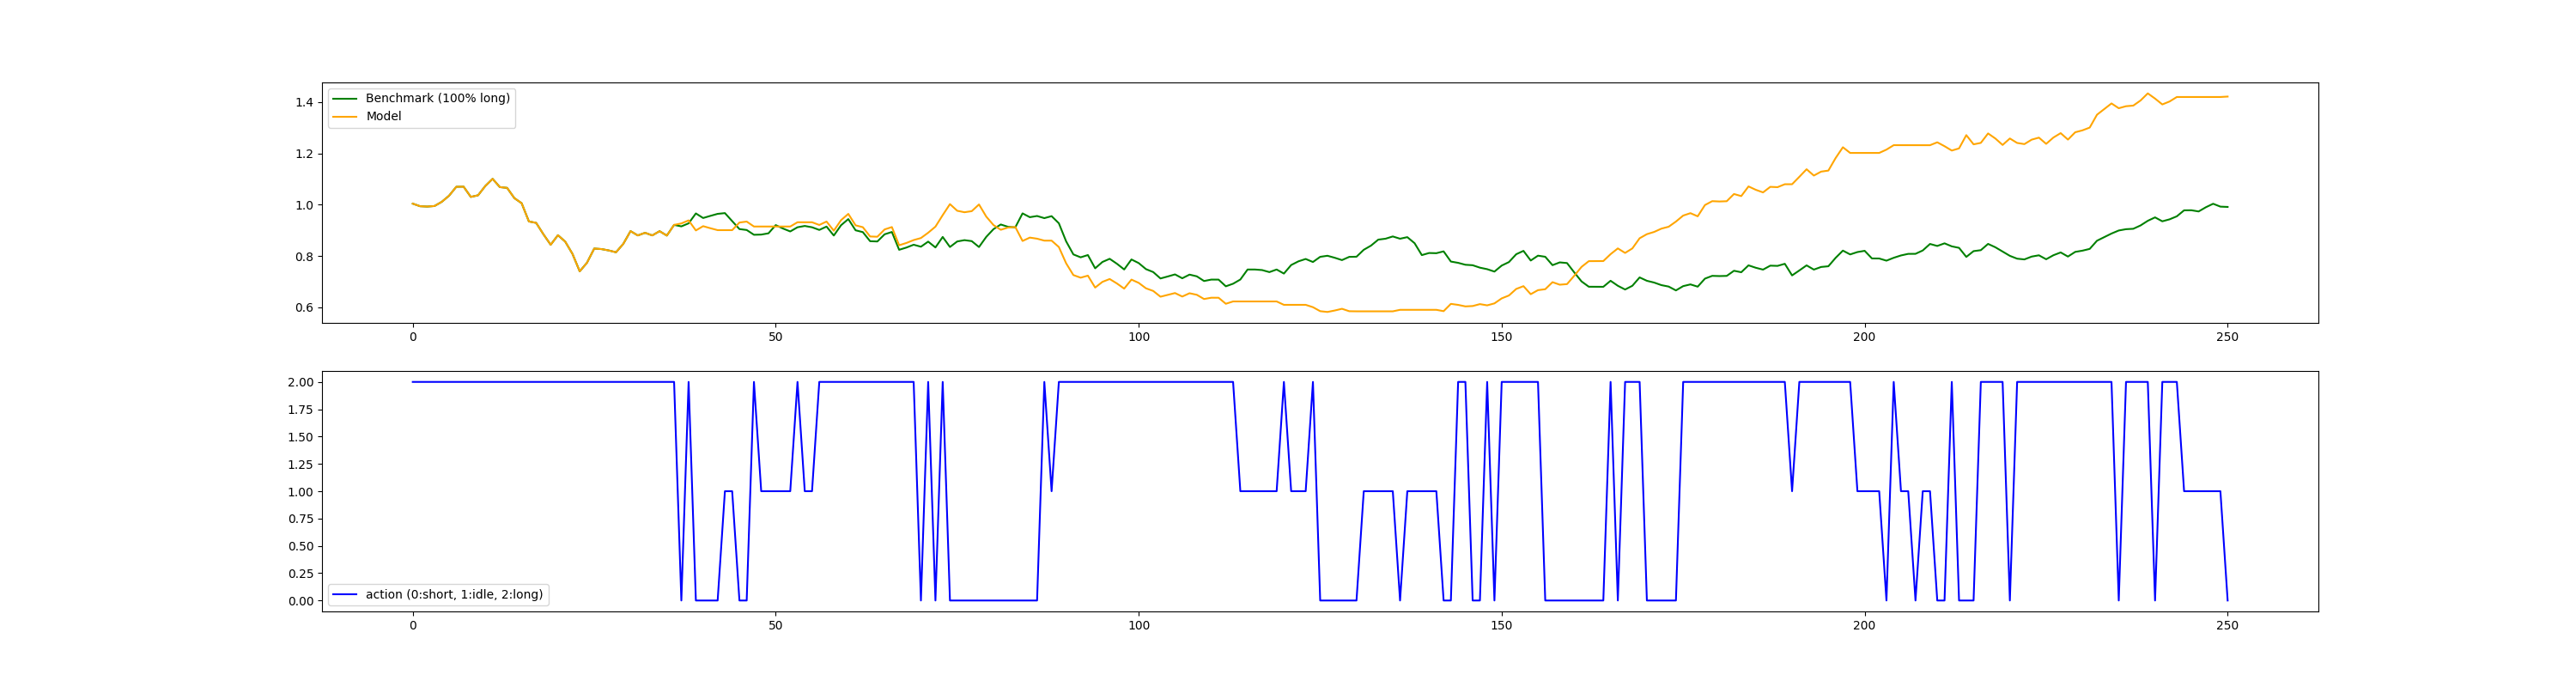 1.4
1.2
1.0
0.8
0.6
Benchmark (100% long)
Model
0 50 100 150 200 250
2.00
1.75
1.50
1.25
1.00
0.75
0.50
0.25
0.00
action (0:short, 1:idle, 2:long)
0 50 100 150 200 250